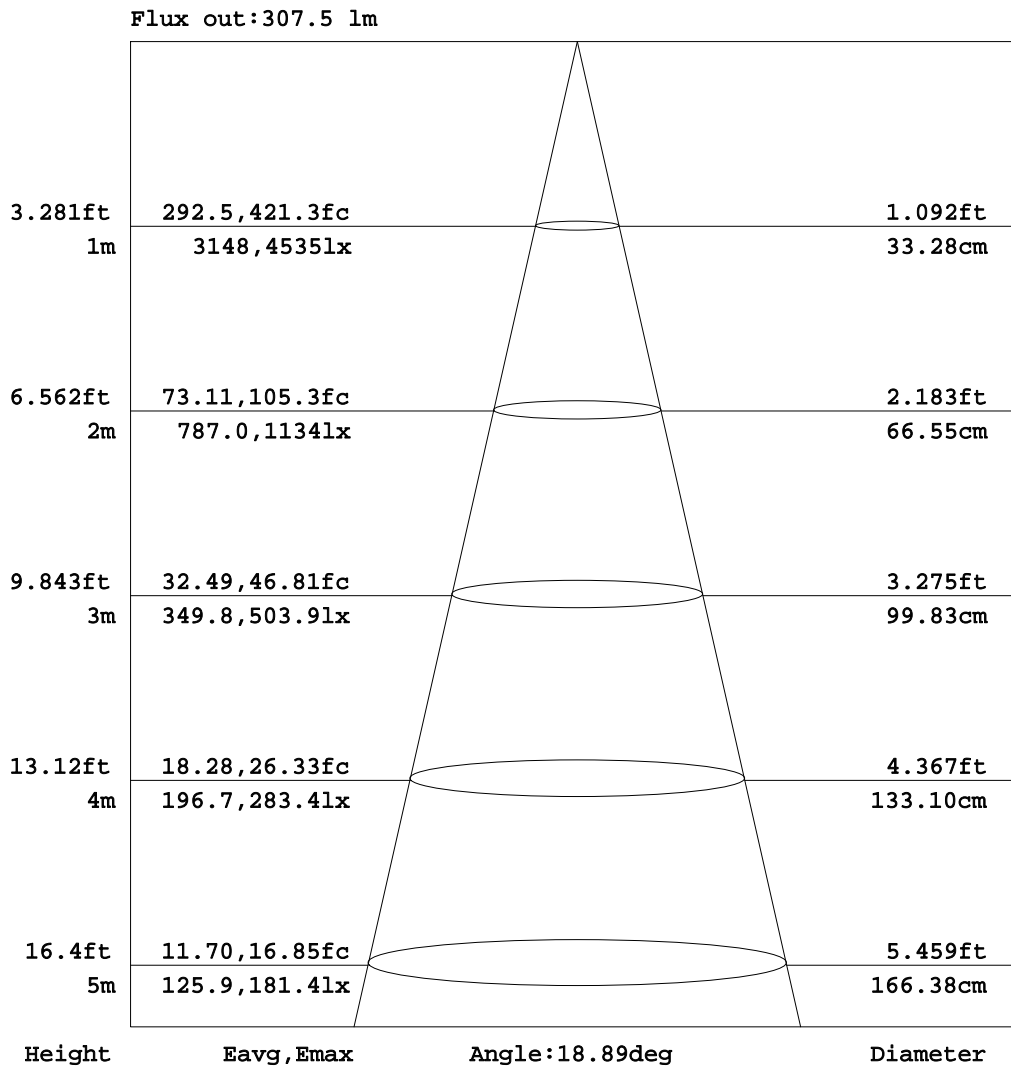 Flux out:307.5 lm
3.281ft 292.5,421.3fc 1.092ft
1m 3148,4535lx 33.28cm
6.562ft 73.11,105.3fc 2.183ft
2m 787.0,1134lx 66.55cm
9.843ft 32.49,46.81fc 3.275ft
3m 349.8,503.9lx 99.83cm
13.12ft 18.28,26.33fc 4.367ft
4m 196.7,283.4lx 133.10cm
16.4ft 11.70,16.85fc 5.459ft
5m 125.9,181.4lx 166.38cm
Height Eavg,Emax Angle:18.89deg Diameter